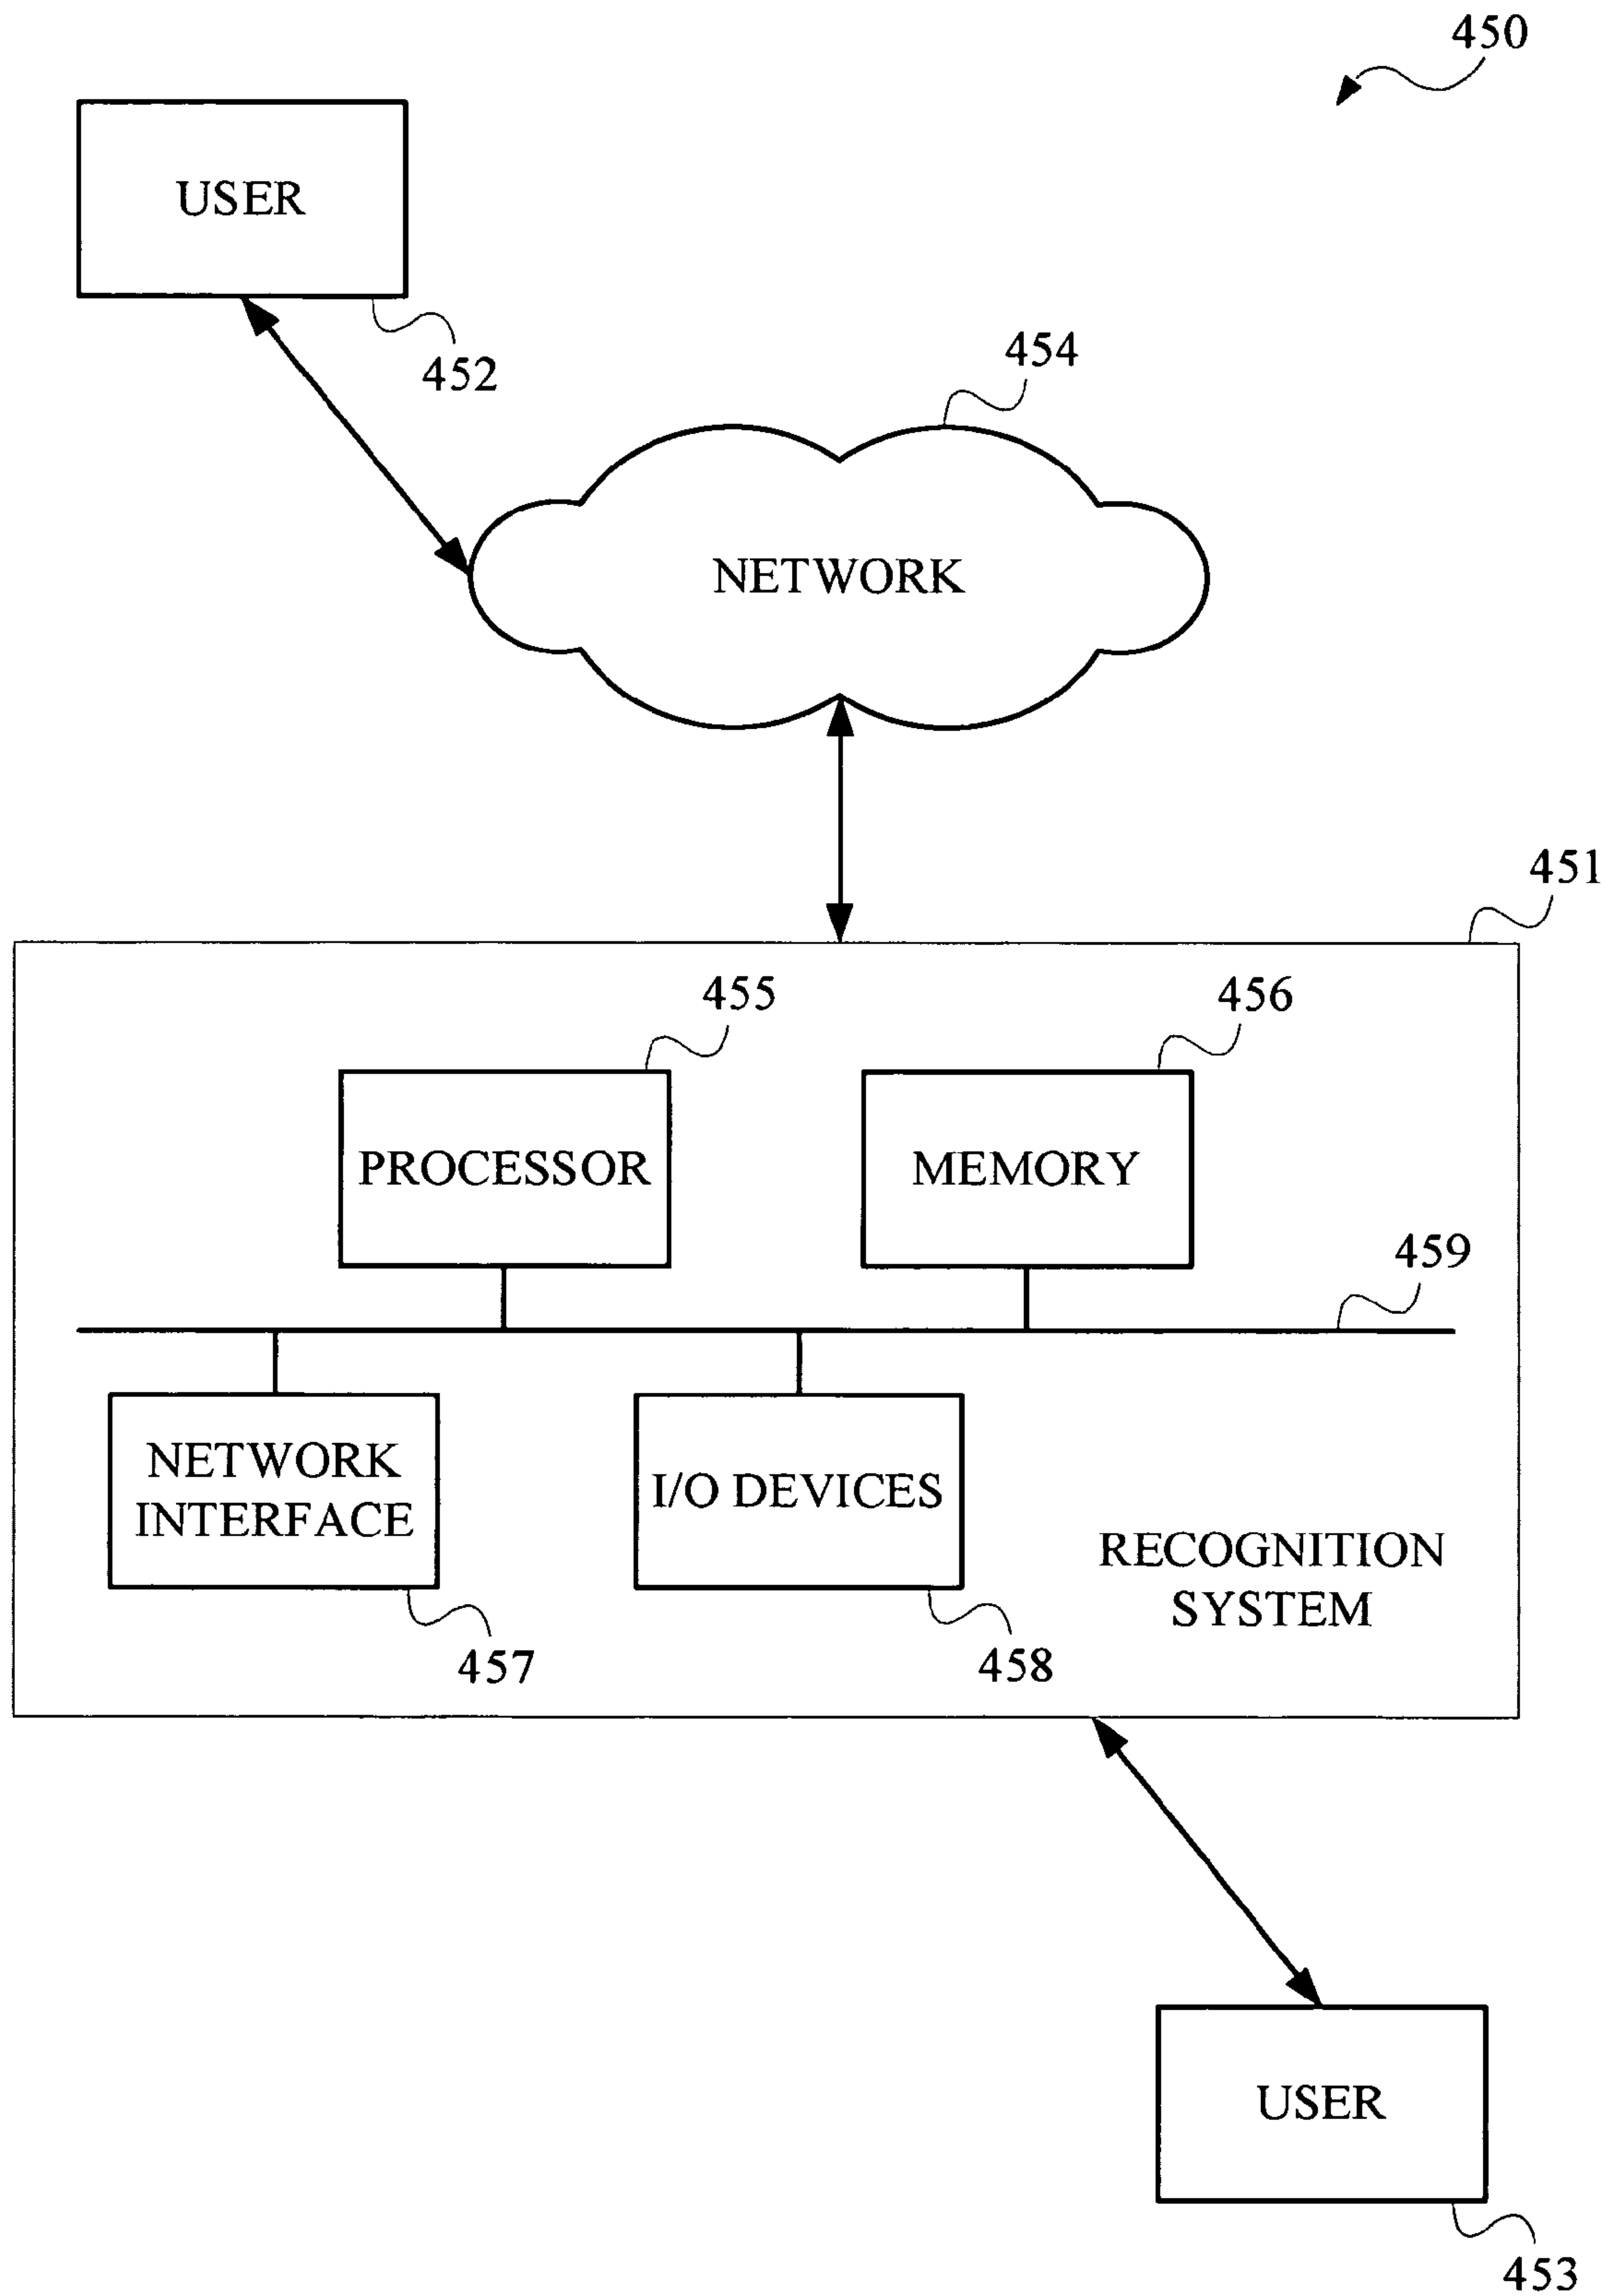 450
USER
452
454
NETWORK
451
455
456
PROCESSOR
MEMORY
459
NETWORK
INTERFACE
I/O DEVICES
RECOGNITION
SYSTEM
457
458
USER
453